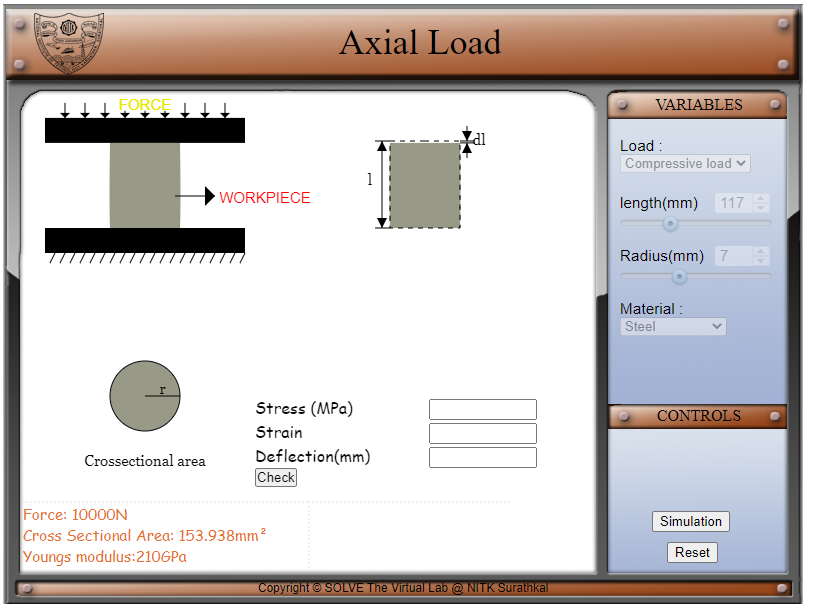 Axial Load
FORCE
WORKPIECE
l
dl
r
Crossectional area
Stress (MPa)
Strain
Deflection(mm)
Check
Force: 10000N
Cross Sectional Area: 153.938mm²
Youngs modulus:210GPa
VARIABLES
Load :
Compressive load
length(mm) 117
Radius(mm) 7
Material :
Steel
CONTROLS
Simulation
Reset
Copyright © SOLVE The Virtual Lab @ NITK Surathkal